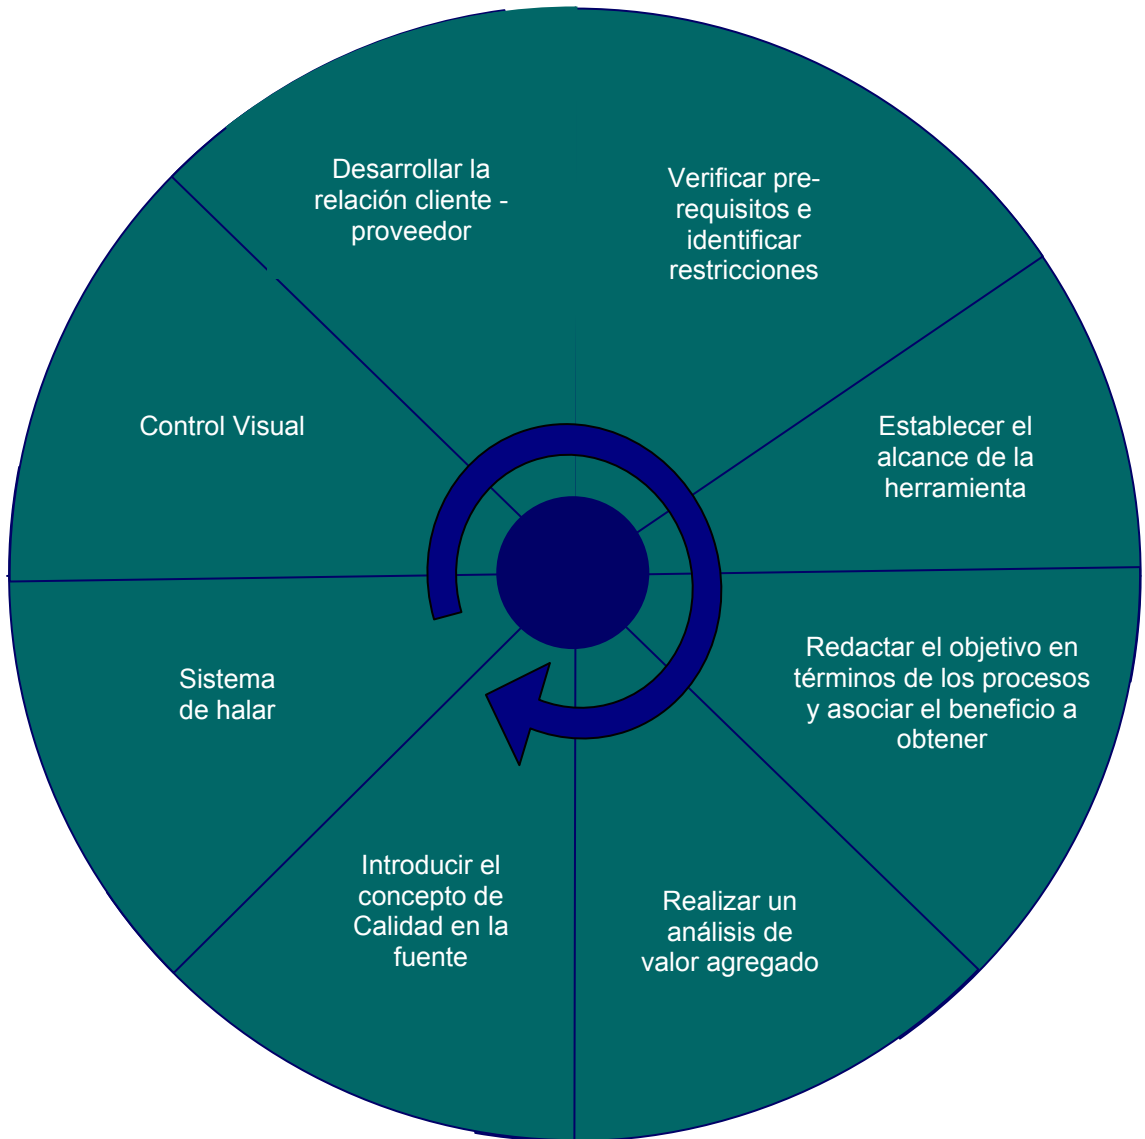 Desarrollar la
relación cliente -
proveedor
Verificar pre-
requisitos e
identificar
restricciones
Establecer el
alcance de la
herramienta
Redactar el objetivo en
términos de los procesos
y asociar el beneficio a
obtener
Realizar un
análisis de
valor agregado
Introducir el
concepto de
Calidad en la
fuente
Sistema
de halar
Control Visual